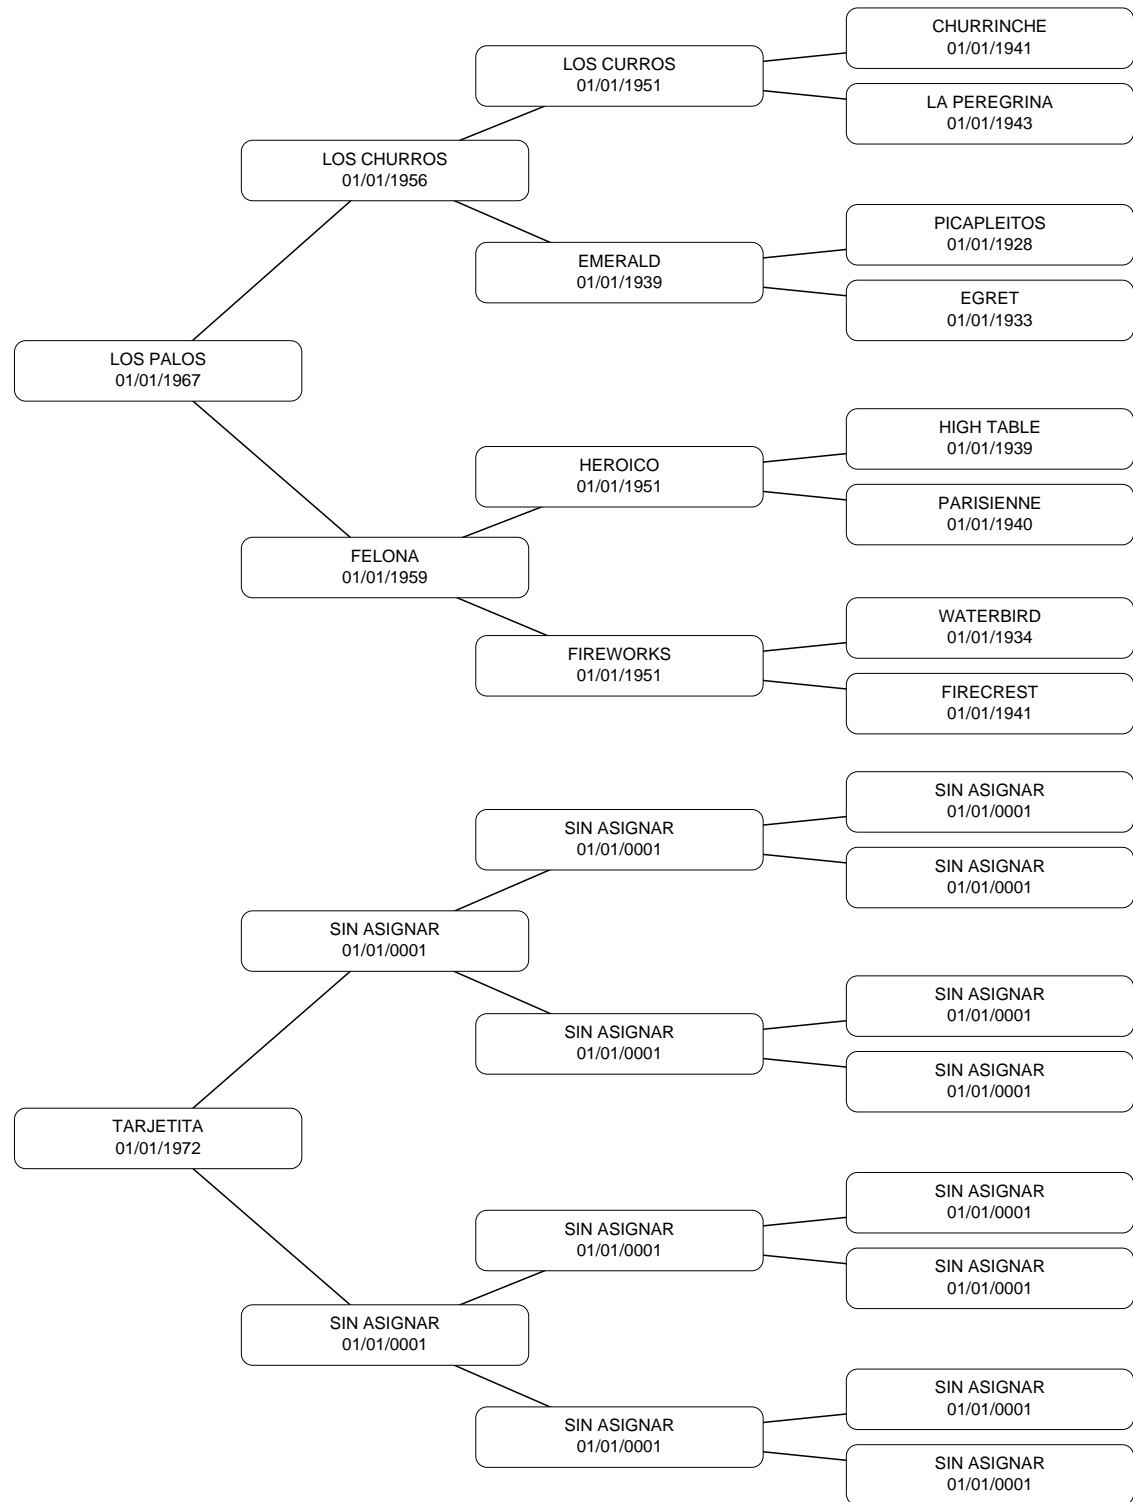 CHURRINCHE
01/01/1941
LOS CURROS
01/01/1951
LA PEREGRINA
01/01/1943
LOS CHURROS
01/01/1956
PICAPLEITOS
01/01/1928
EMERALD
01/01/1939
EGRET
01/01/1933
LOS PALOS
01/01/1967
HIGH TABLE
01/01/1939
HEROICO
01/01/1951
PARISIENNE
01/01/1940
FELONA
01/01/1959
WATERBIRD
01/01/1934
FIREWORKS
01/01/1951
FIRECREST
01/01/1941
SIN ASIGNAR
01/01/0001
SIN ASIGNAR
01/01/0001
SIN ASIGNAR
01/01/0001
SIN ASIGNAR
01/01/0001
SIN ASIGNAR
01/01/0001
SIN ASIGNAR
01/01/0001
SIN ASIGNAR
01/01/0001
TARJETITA
01/01/1972
SIN ASIGNAR
01/01/0001
SIN ASIGNAR
01/01/0001
SIN ASIGNAR
01/01/0001
SIN ASIGNAR
01/01/0001
SIN ASIGNAR
01/01/0001
SIN ASIGNAR
01/01/0001
SIN ASIGNAR
01/01/0001